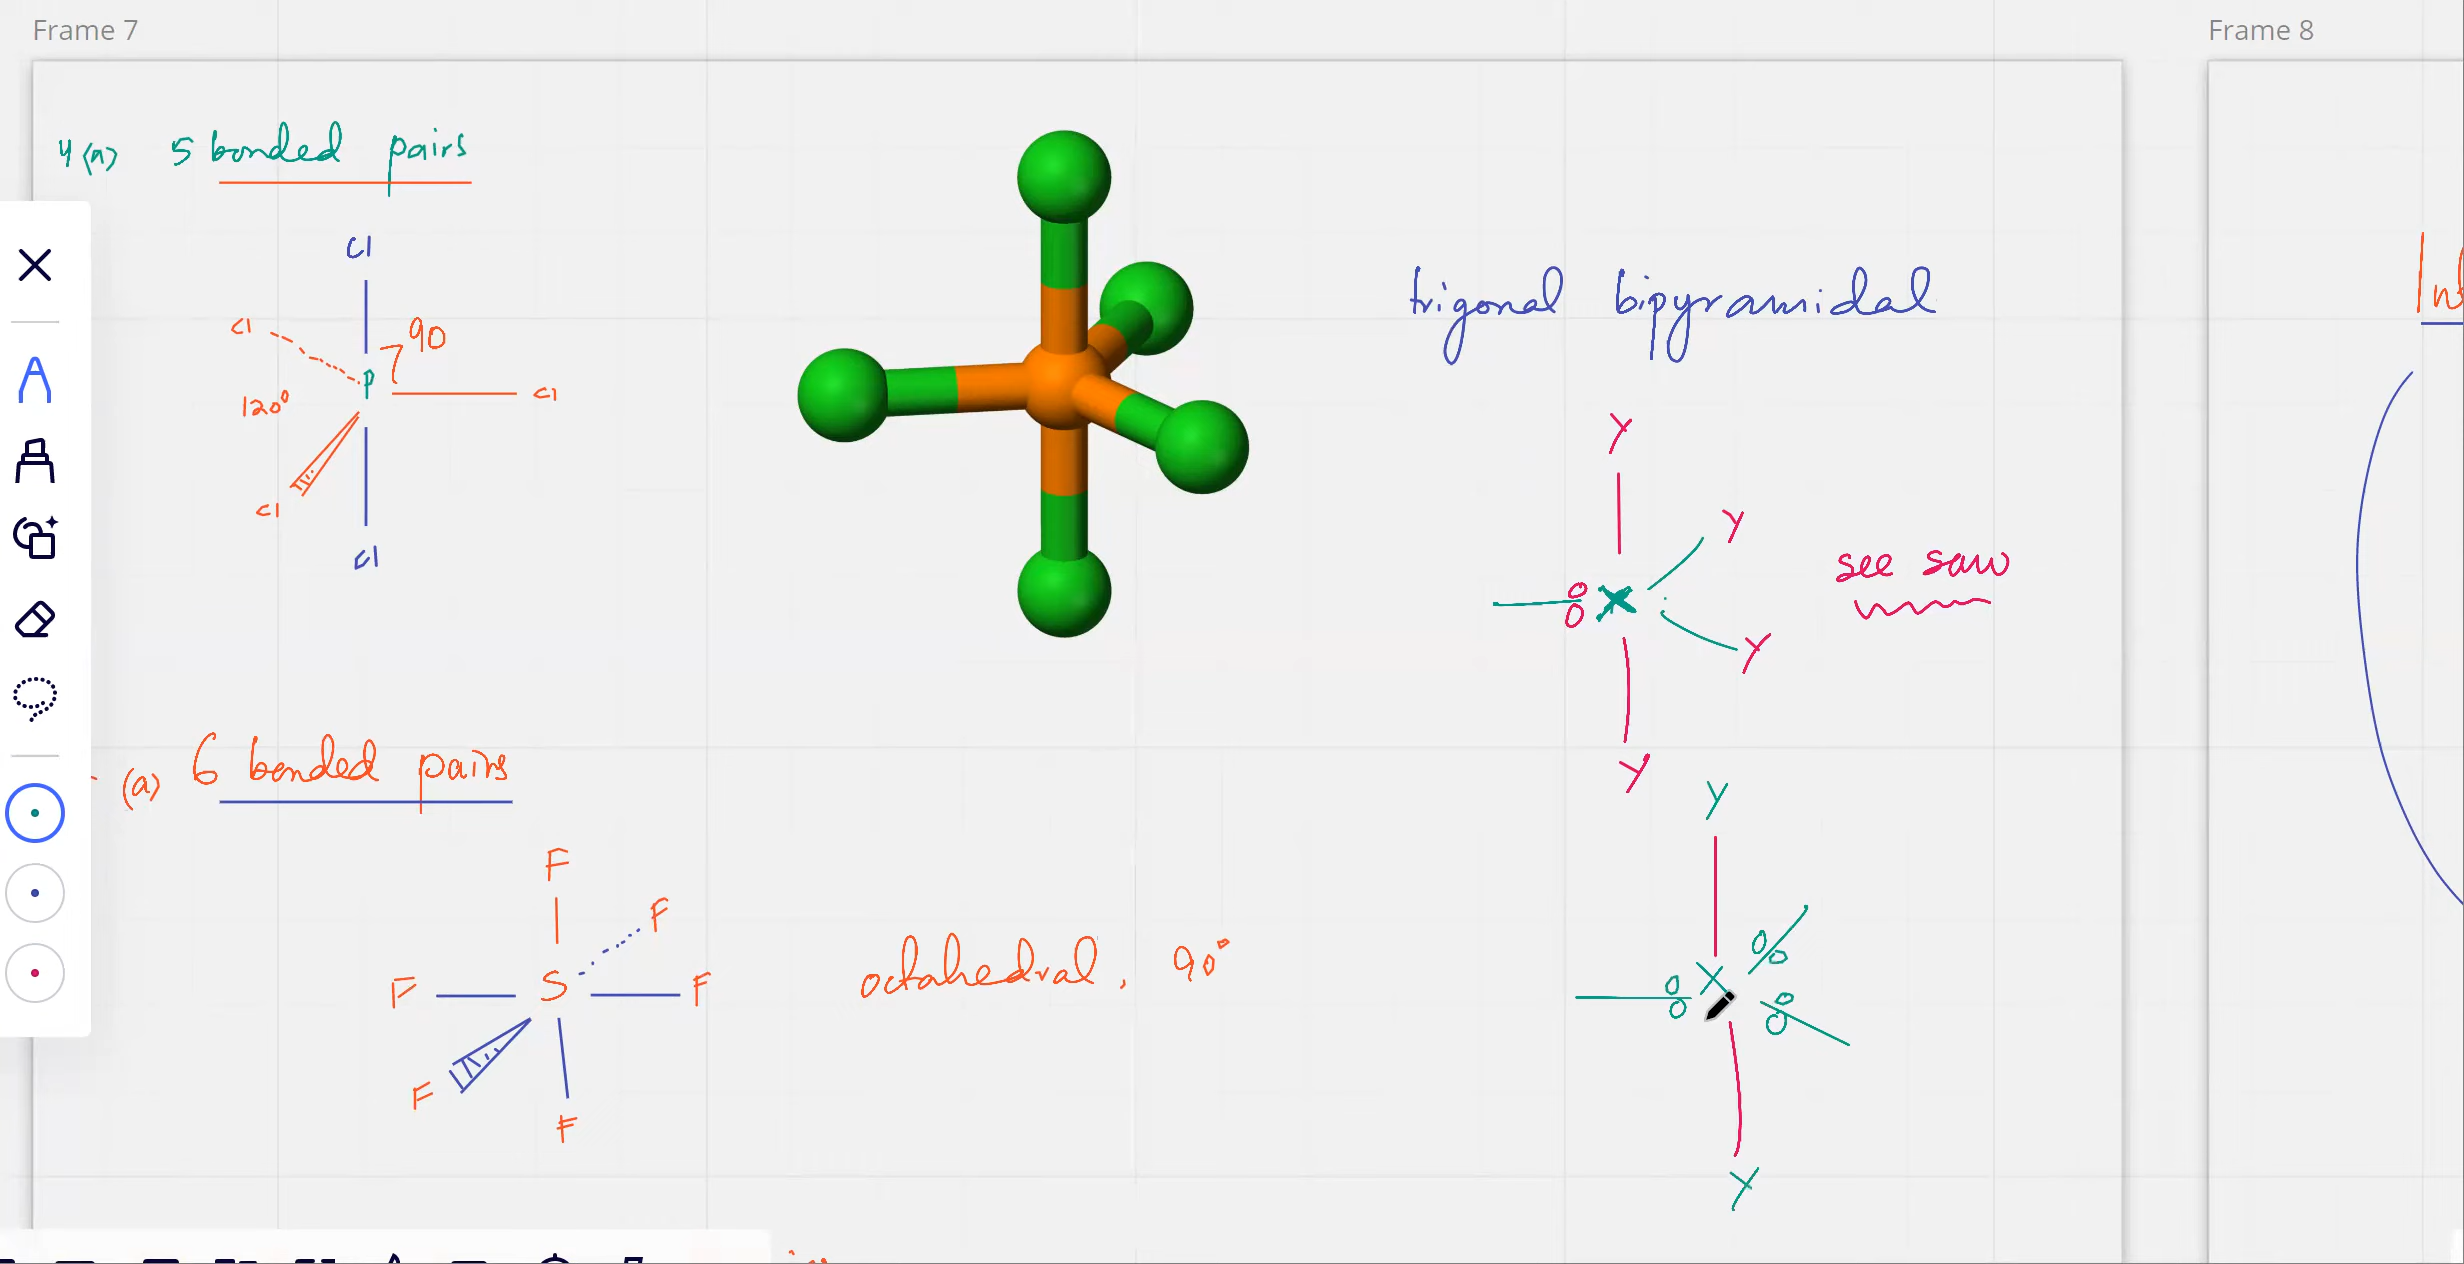 Frame 7
Frame 8
4(a) 5 bonded pairs
Cl
Cl
90
P
Cl
120°
Cl
Cl
trigonal bipyramidal
Y
Y
X
Y
Y
see saw
(a) 6 bonded pairs
F
F
F
S
F
F
F
octahedral, 90°
Y
X
Y